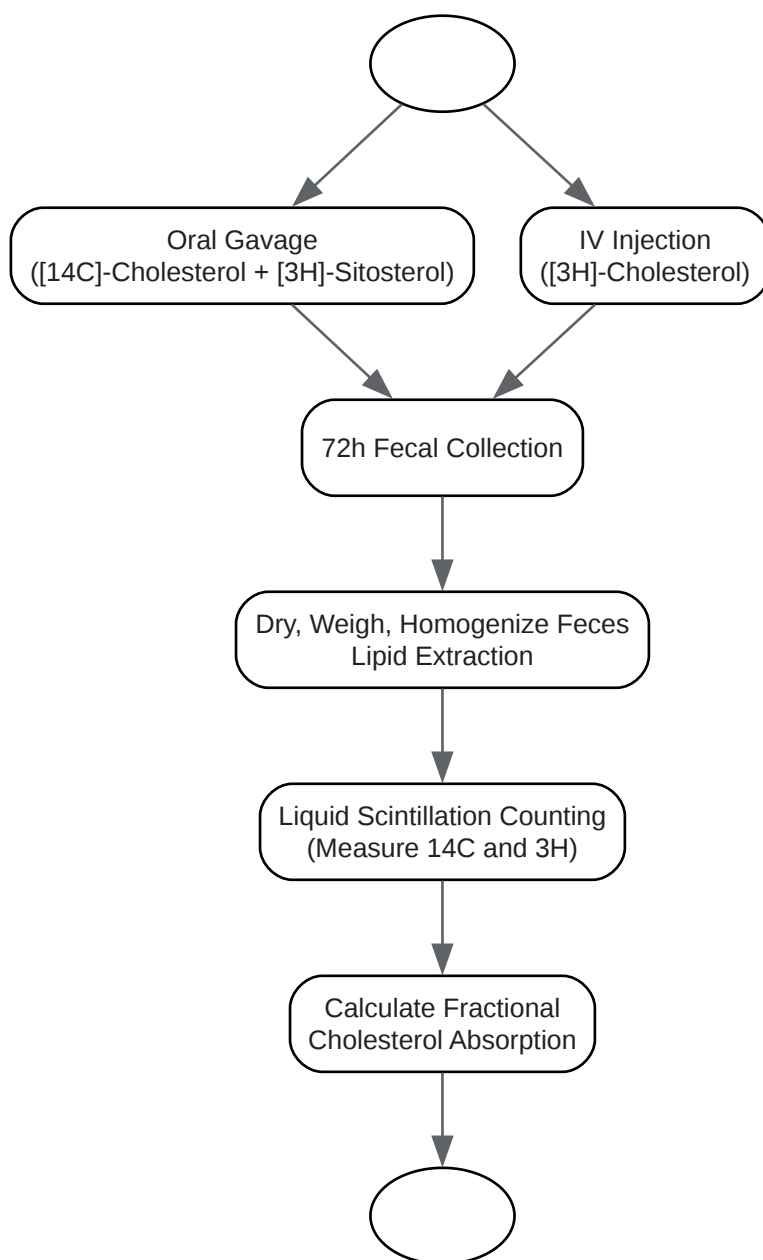 Oral Gavage
([14C]-Cholesterol + [3H]-Sitosterol)
IV Injection
([3H]-Cholesterol)
72h Fecal Collection
Dry, Weigh, Homogenize Feces
Lipid Extraction
Liquid Scintillation Counting
(Measure 14C and 3H)
Calculate Fractional
Cholesterol Absorption